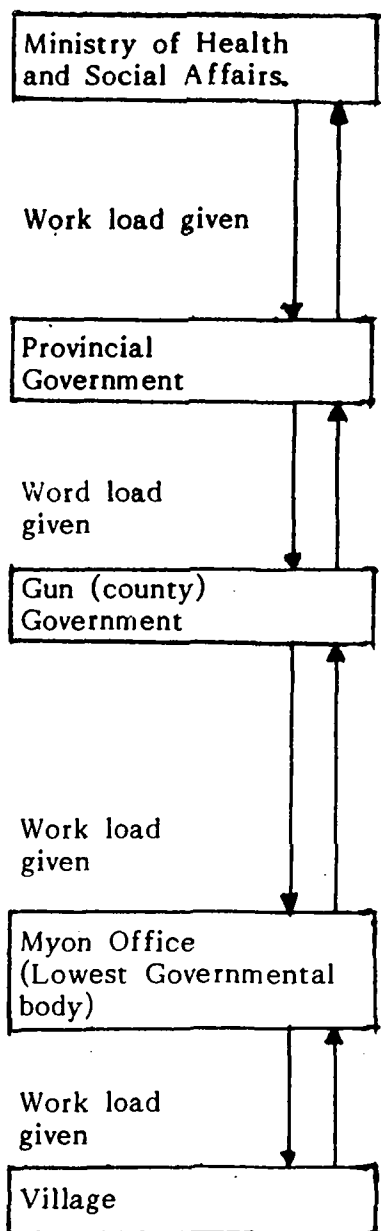 Ministry of Health
and Social Affairs.
Work load given
Provincial
Government
Word load
given
Gun (county)
Government
Work load
given
Myon Office
(Lowest Governmental
body)
Work load
given
Village